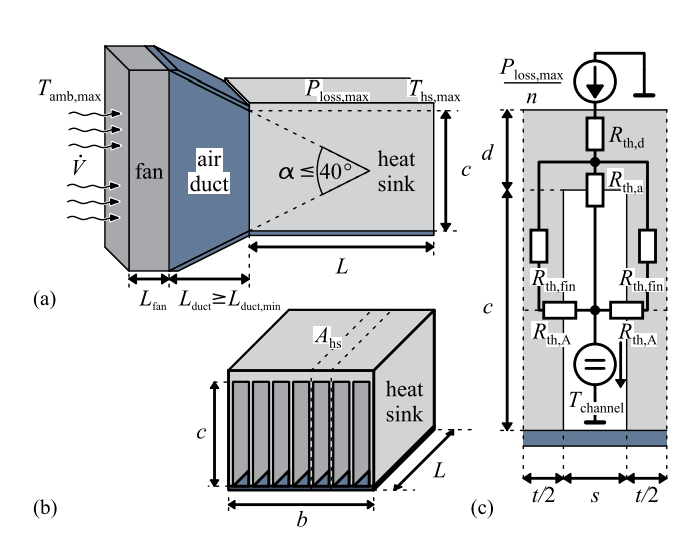 T_amb,max
V̇
fan
air
duct
P_loss,max
T_hs,max
α ≤ 40°
heat
sink
c
L
L_fan
L_duct≥L_duct,min
(a)
A_hs
heat
sink
c
L
b
(b)
P_loss,max
n
R_th,d
d
R_th,a
R_th,fin
R_th,fin
c
R_th,A
R_th,A
=
T_channel
t/2
s
t/2
(c)